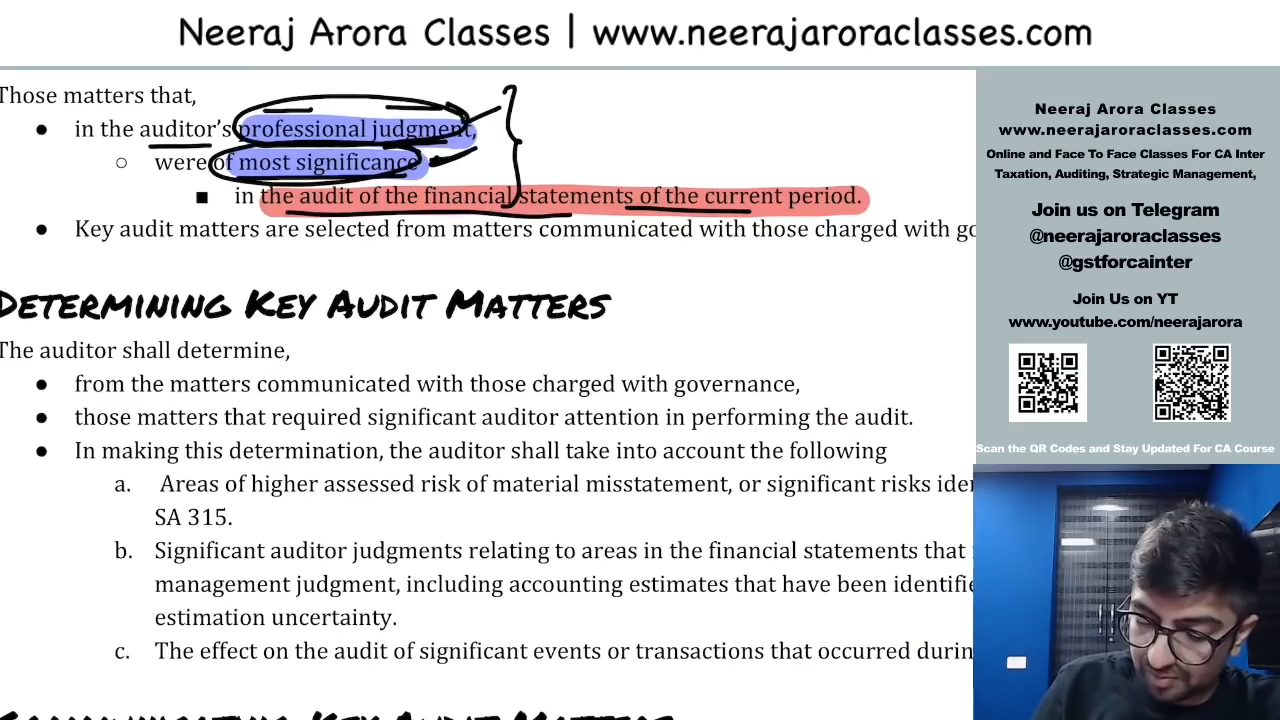 Neeraj Arora Classes | www.neerajaroraclasses.com
Those matters that,
● in the auditor's professional judgment,
○ were of most significance
■ in the audit of the financial statements of the current period.
● Key audit matters are selected from matters communicated with those charged with
DETERMINING KEY AUDIT MATTERS
The auditor shall determine,
● from the matters communicated with those charged with governance,
● those matters that required significant auditor attention in performing the audit.
● In making this determination, the auditor shall take into account the following
a. Areas of higher assessed risk of material misstatement, or significant risks
SA 315.
b. Significant auditor judgments relating to areas in the financial statements that
management judgment, including accounting estimates that have been
estimation uncertainty.
c. The effect on the audit of significant events or transactions that occurred
KEY AUDIT MATTERS
Neeraj Arora Classes
www.neerajaroraclasses.com
Online and Face To Face Classes For CA Inter
Taxation, Auditing, Strategic Management,
Join us on Telegram
@neerajaroraclasses
@gstforcainter
Join Us on YT
www.youtube.com/neerajarora
Scan the QR Codes and Stay Updated For CA Course